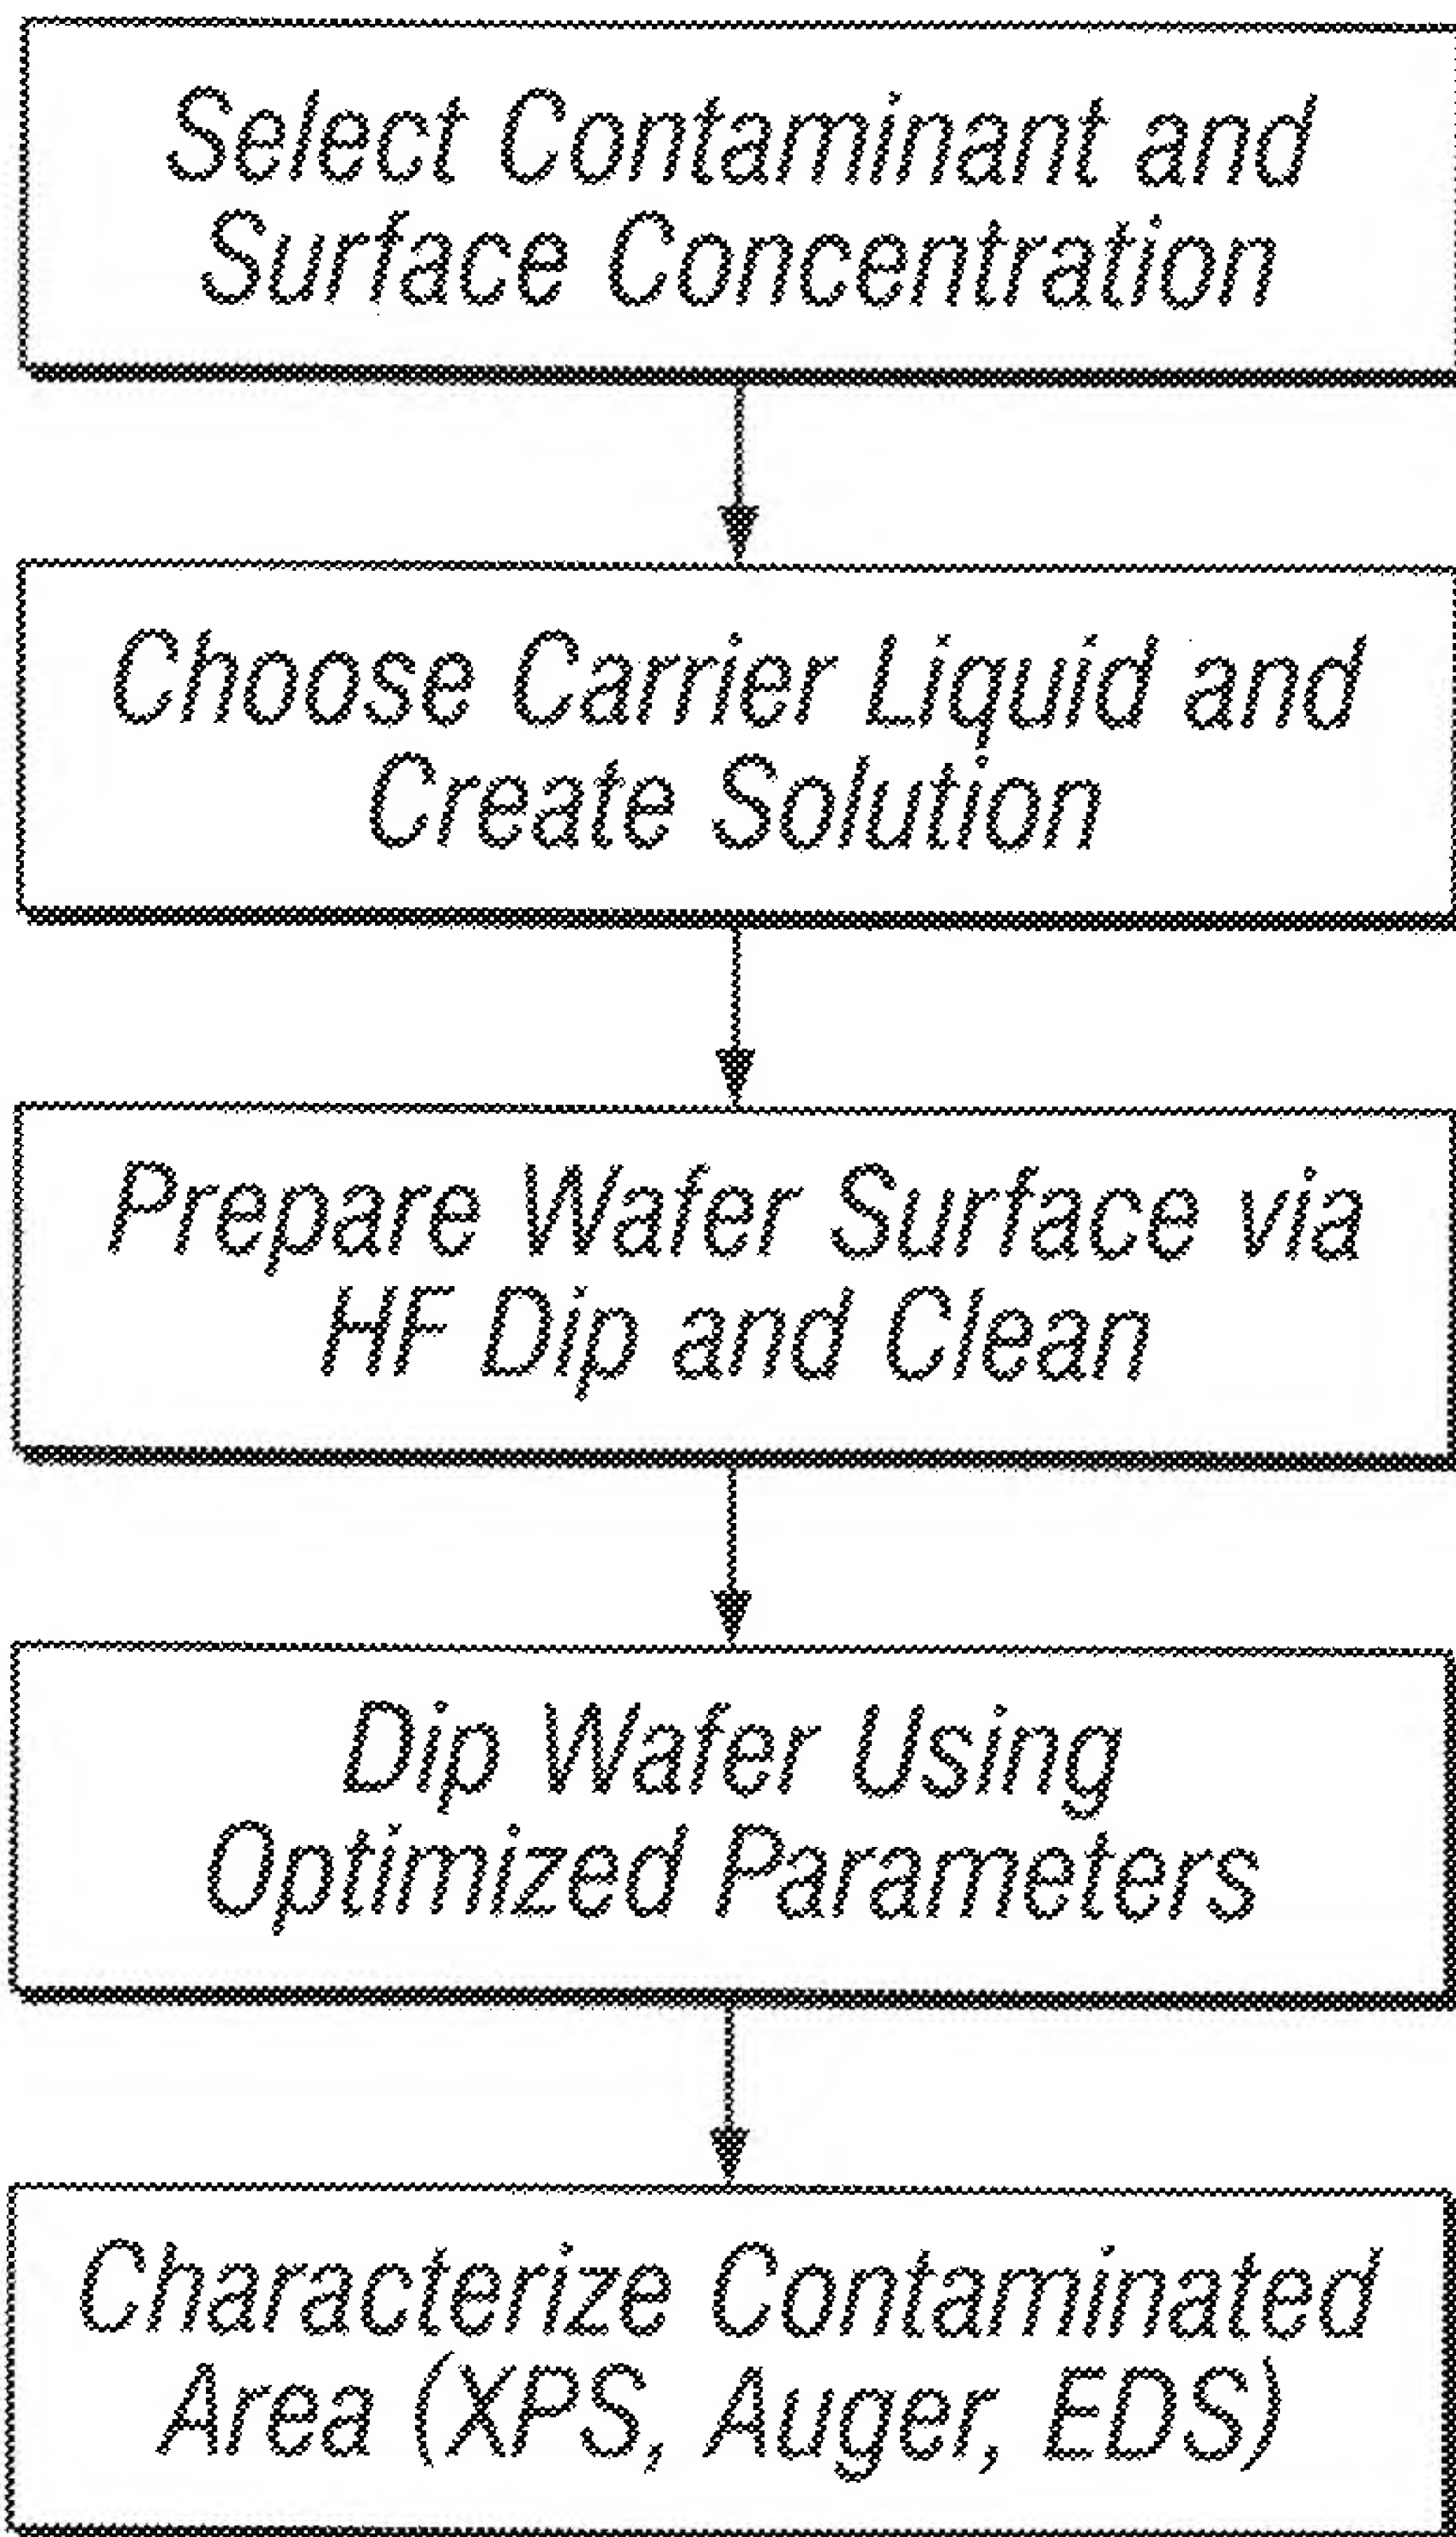 Select Contaminant and
Surface Concentration
Choose Carrier Liquid and
Create Solution
Prepare Wafer Surface via
HF Dip and Clean
Dip Wafer Using
Optimized Parameters
Characterize Contaminated
Area (XPS, Auger, EDS)